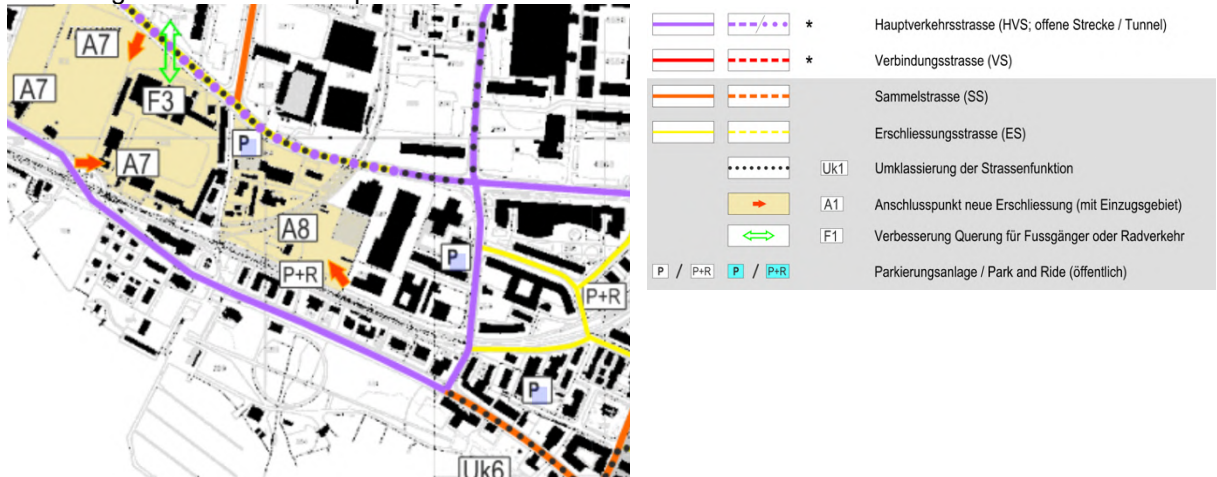 A7
A7
F3
P
A7
A8
P
P+R
P+R
P
Uk6
* Hauptverkehrsstrasse (HVS; offene Strecke / Tunnel)
* Verbindungsstrasse (VS)
Sammelstrasse (SS)
Erschliessungsstrasse (ES)
Uk1 Umklassierung der Strassenfunktion
A1 Anschlusspunkt neue Erschliessung (mit Einzugsgebiet)
F1 Verbesserung Querung für Fussgänger oder Radverkehr
P / P+R P / P+R Parkierungsanlage / Park and Ride (öffentlich)